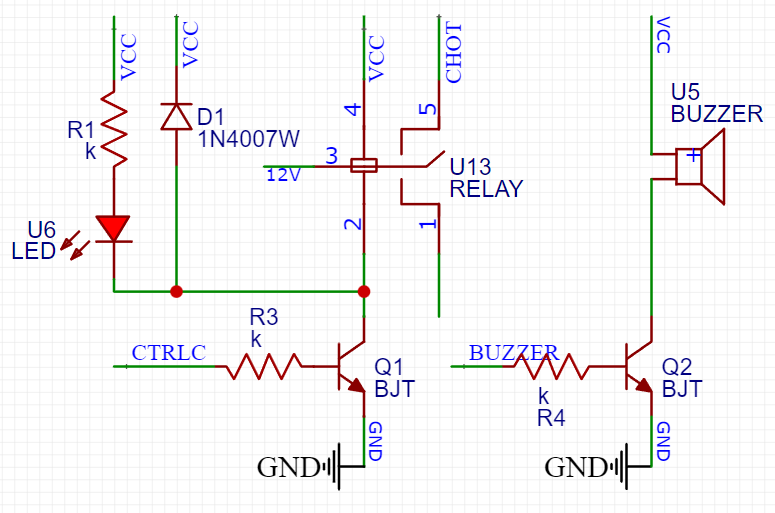 VCC
VCC
VCC
CHOT
VCC
R1
k
D1
1N4007W
4
5
U5
BUZZER
+
3
12V
U13
RELAY
U6
LED
2
1
R3
k
CTRLC
Q1
BJT
BUZZER
k
R4
Q2
BJT
GND
GND
GND
GND